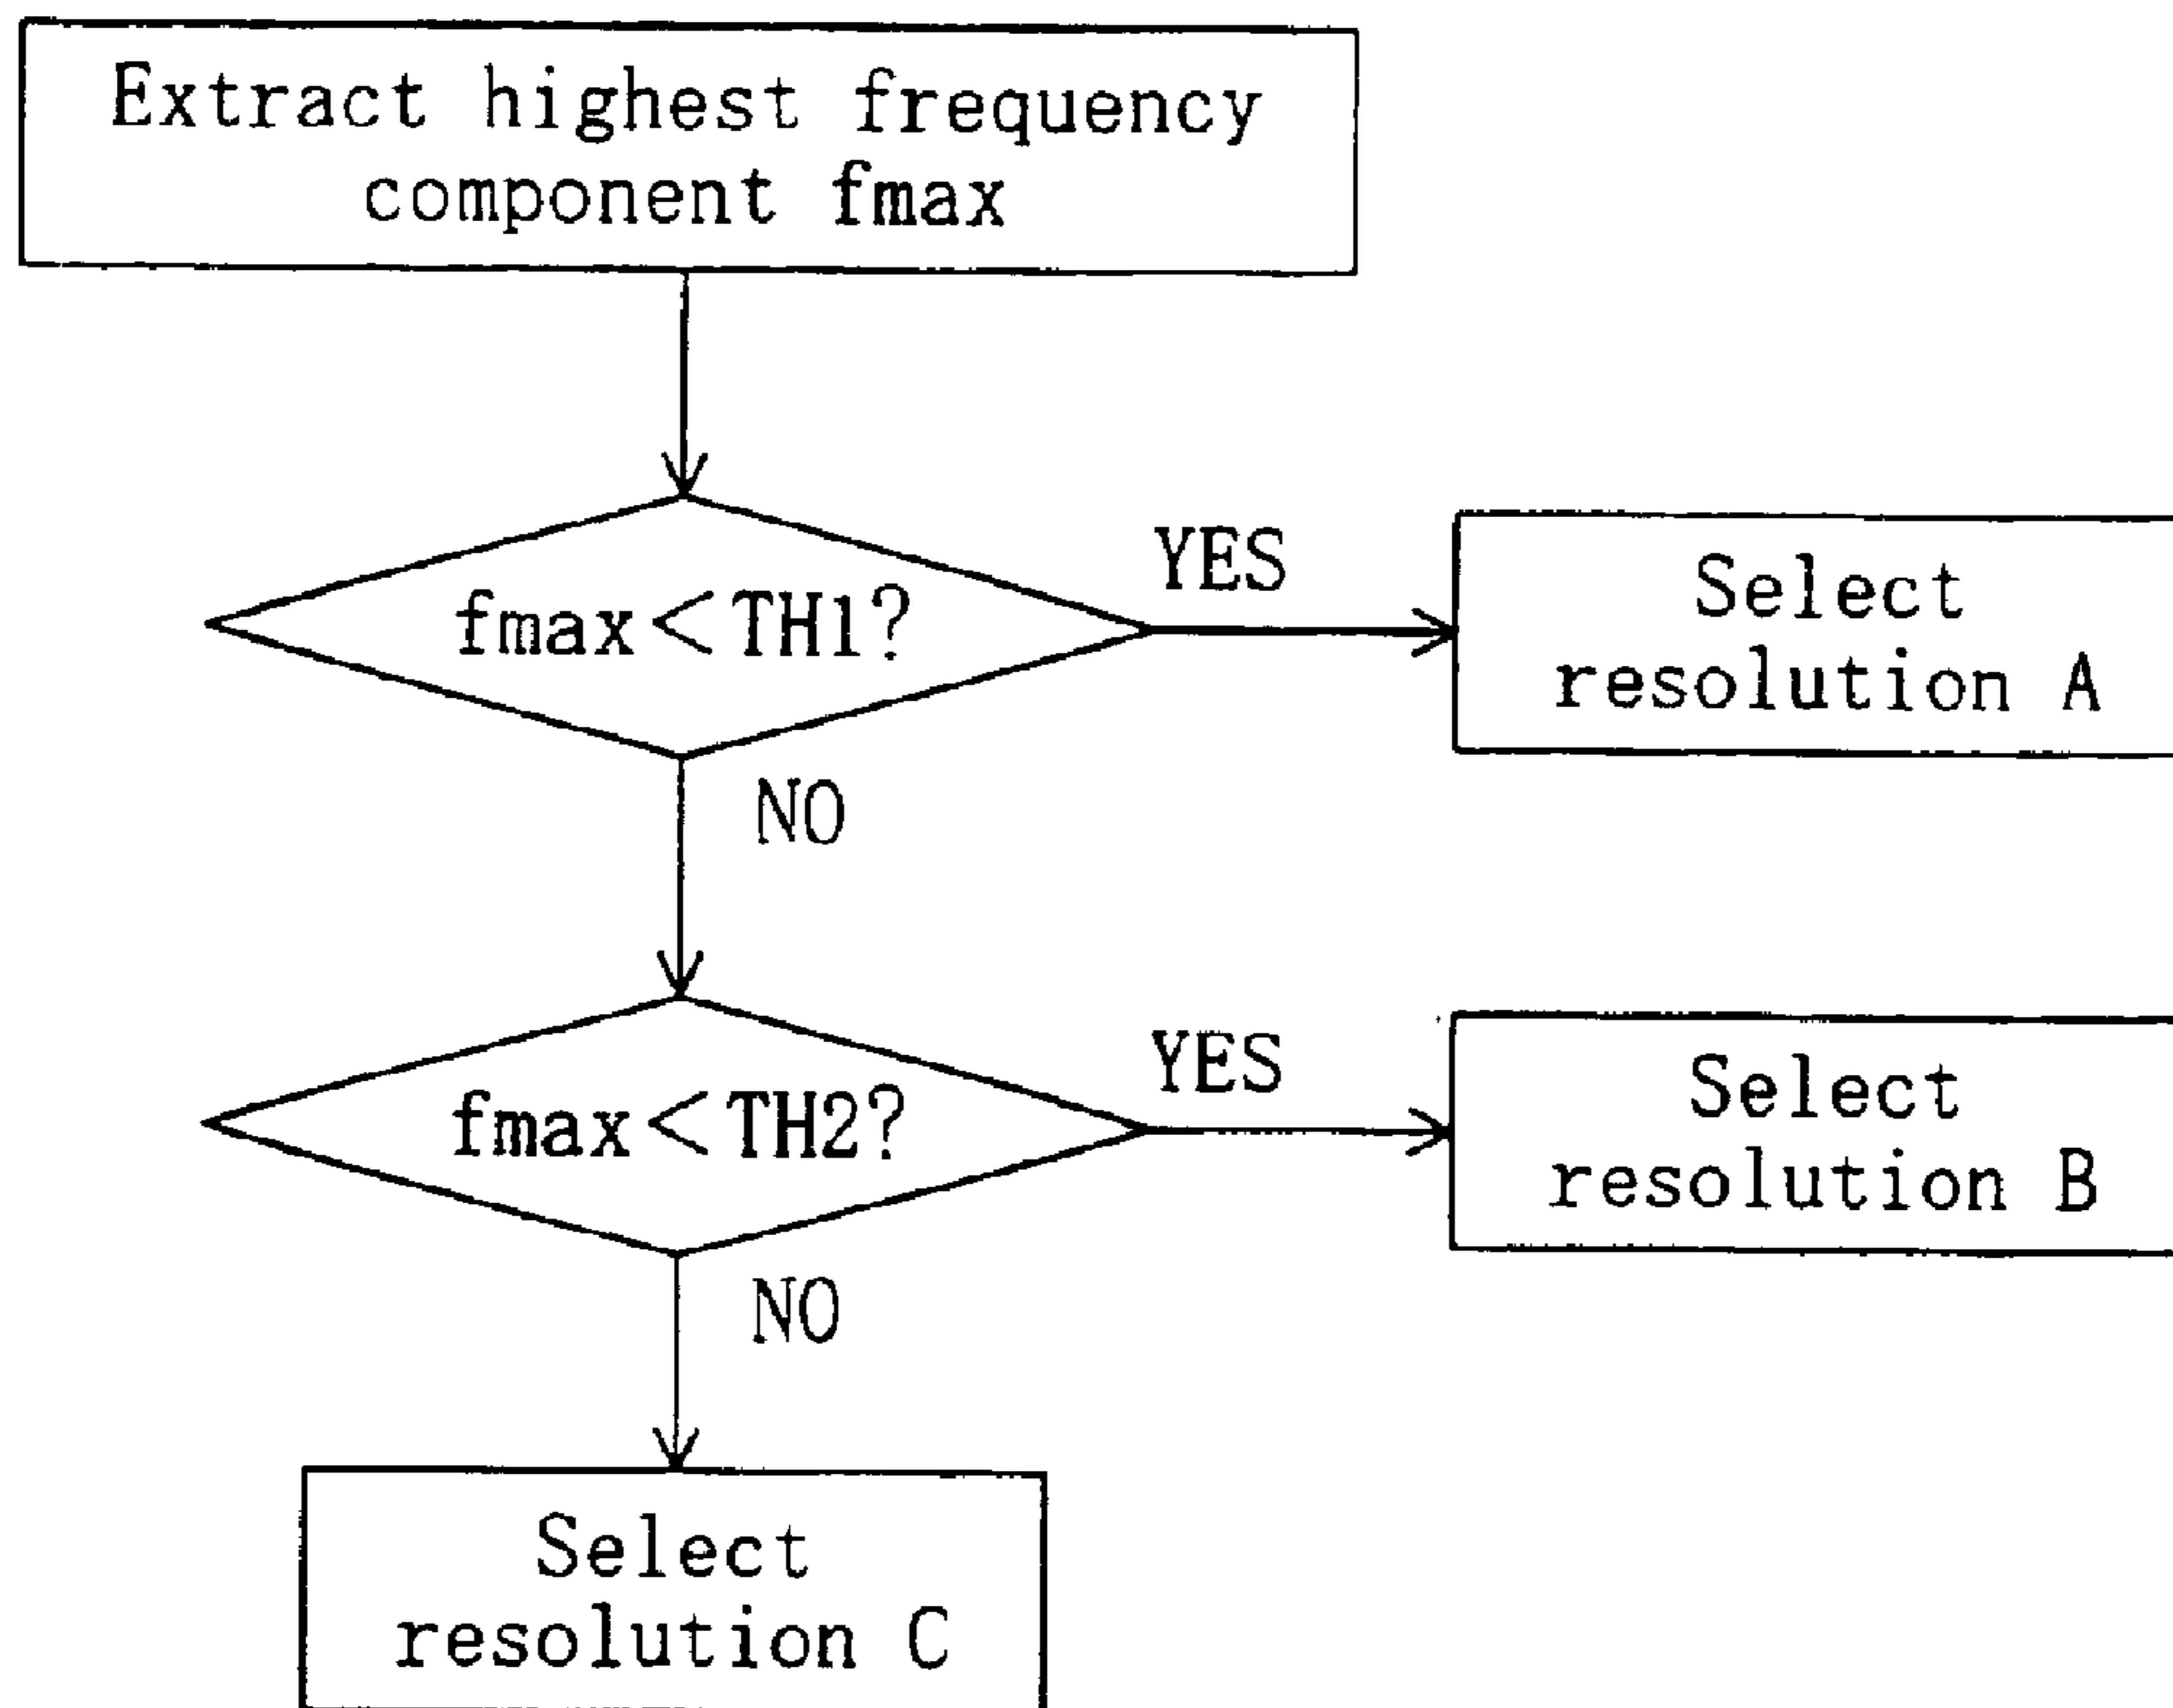 Extract highest frequency
component fmax
fmax<TH1?
YES
Select
resolution A
NO
fmax<TH2?
YES
Select
resolution B
NO
Select
resolution C